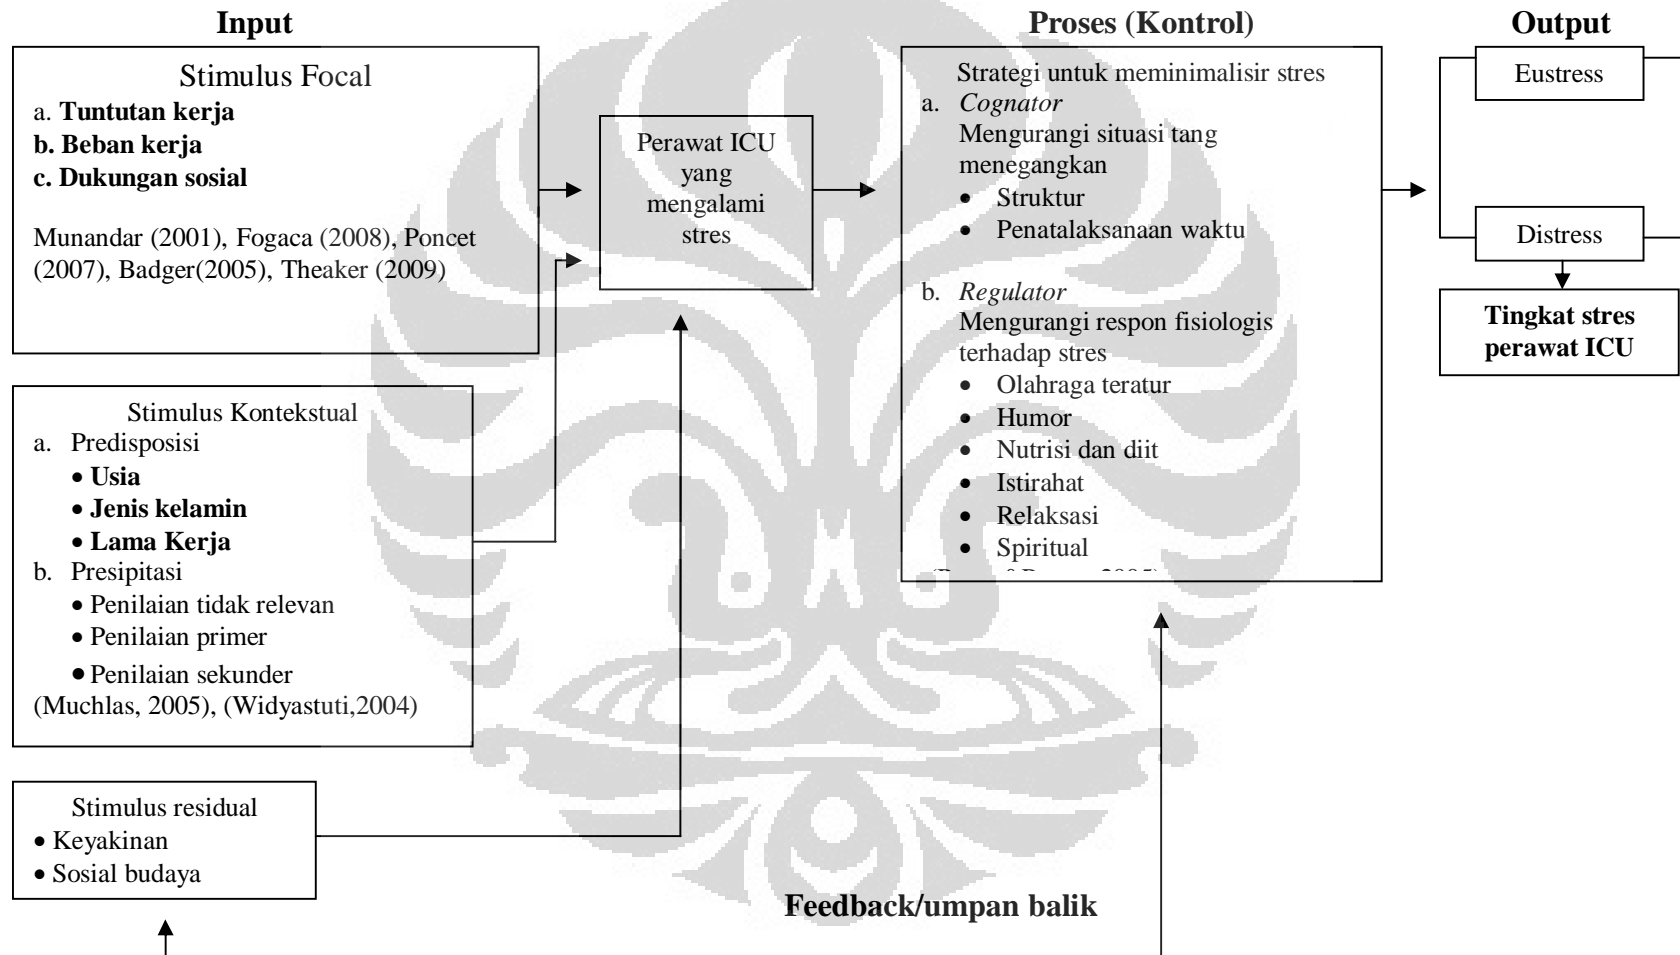 Input
Stimulus Focal
a. Tuntutan kerja
b. Beban kerja
c. Dukungan sosial
Munandar (2001), Fogaca (2008), Poncet
(2007), Badger(2005), Theaker (2009)
Stimulus Kontekstual
a. Predisposisi
• Usia
• Jenis kelamin
• Lama Kerja
b. Presipitasi
• Penilaian tidak relevan
• Penilaian primer
• Penilaian sekunder
(Muchlas, 2005), (Widyastuti,2004)
Stimulus residual
• Keyakinan
• Sosial budaya
Perawat ICU
yang
mengalami
stres
Proses (Kontrol)
Strategi untuk meminimalisir stres
a. Cognator
Mengurangi situasi tang
menegangkan
• Struktur
• Penatalaksanaan waktu
b. Regulator
Mengurangi respon fisiologis
terhadap stres
• Olahraga teratur
• Humor
• Nutrisi dan diit
• Istirahat
• Relaksasi
• Spiritual
Output
Eustress
Distress
Tingkat stres
perawat ICU
Feedback/umpan balik